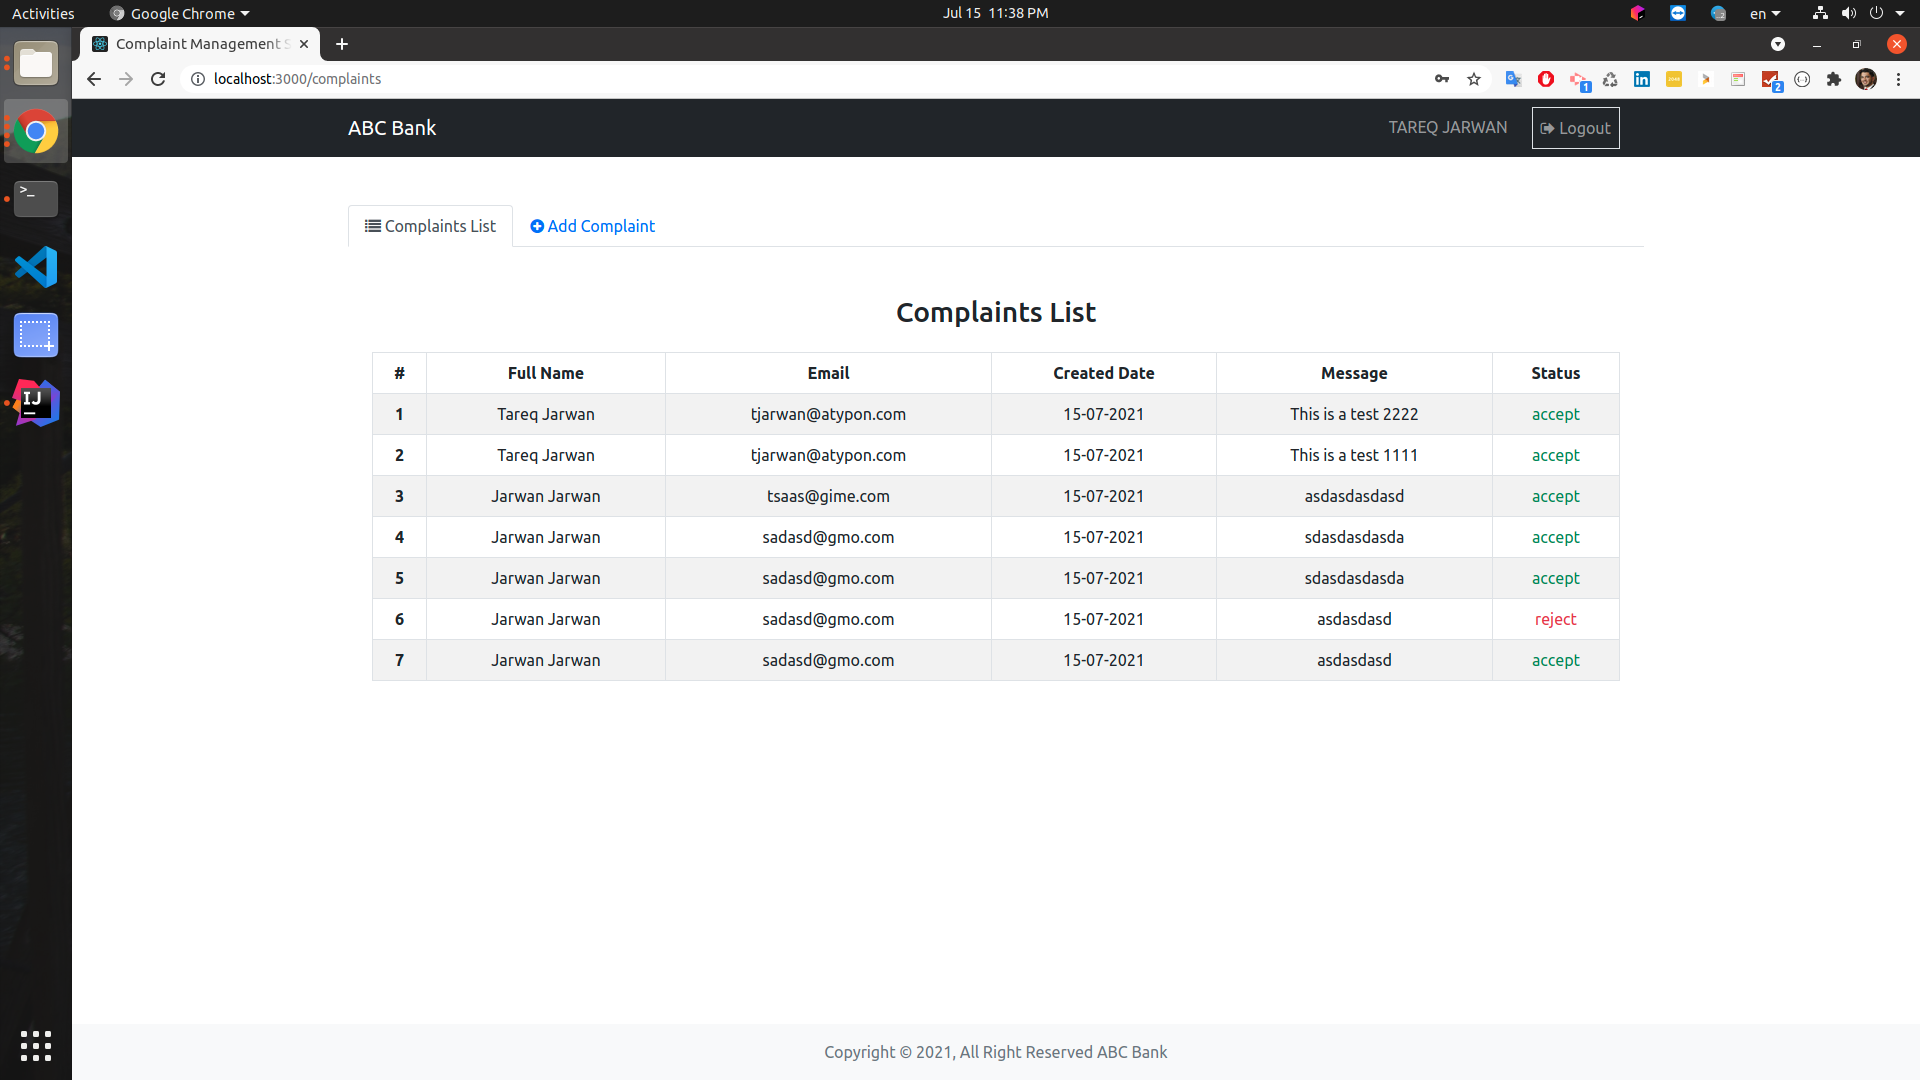 Activities Google Chrome Jul 15 11:38 PM en
Complaint Management S
localhost:3000/complaints 1 2
ABC Bank TAREQ JARWAN Logout
Complaints List Add Complaint
Complaints List
# Full Name Email Created Date Message Status
1 Tareq Jarwan tjarwan@atypon.com 15-07-2021 This is a test 2222 accept
2 Tareq Jarwan tjarwan@atypon.com 15-07-2021 This is a test 1111 accept
3 Jarwan Jarwan tsaas@gime.com 15-07-2021 asdasdasdasd accept
4 Jarwan Jarwan sadasd@gmo.com 15-07-2021 sdasdasdasda accept
5 Jarwan Jarwan sadasd@gmo.com 15-07-2021 sdasdasdasda accept
6 Jarwan Jarwan sadasd@gmo.com 15-07-2021 asdasdasd reject
7 Jarwan Jarwan sadasd@gmo.com 15-07-2021 asdasdasd accept
IJ
Copyright © 2021, All Right Reserved ABC Bank